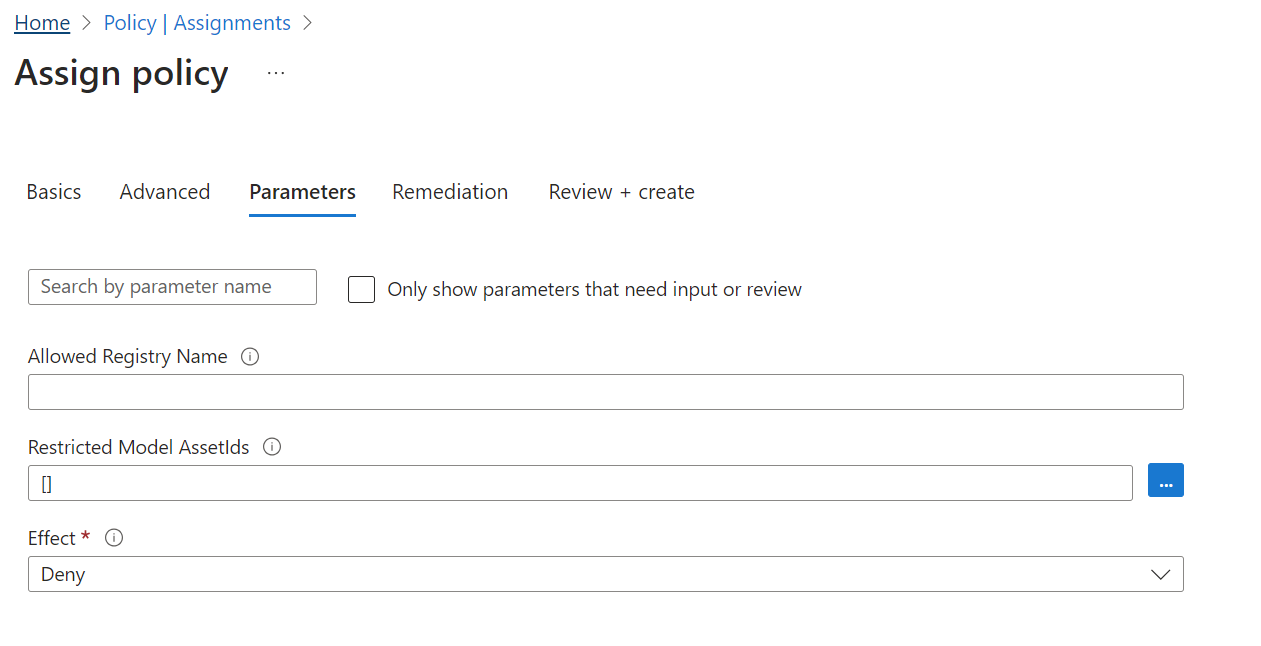 Home > Policy | Assignments >
Assign policy ...
Basics Advanced Parameters Remediation Review + create
Search by parameter name Only show parameters that need input or review
Allowed Registry Name
Restricted Model AssetIds
[] ...
Effect *
Deny